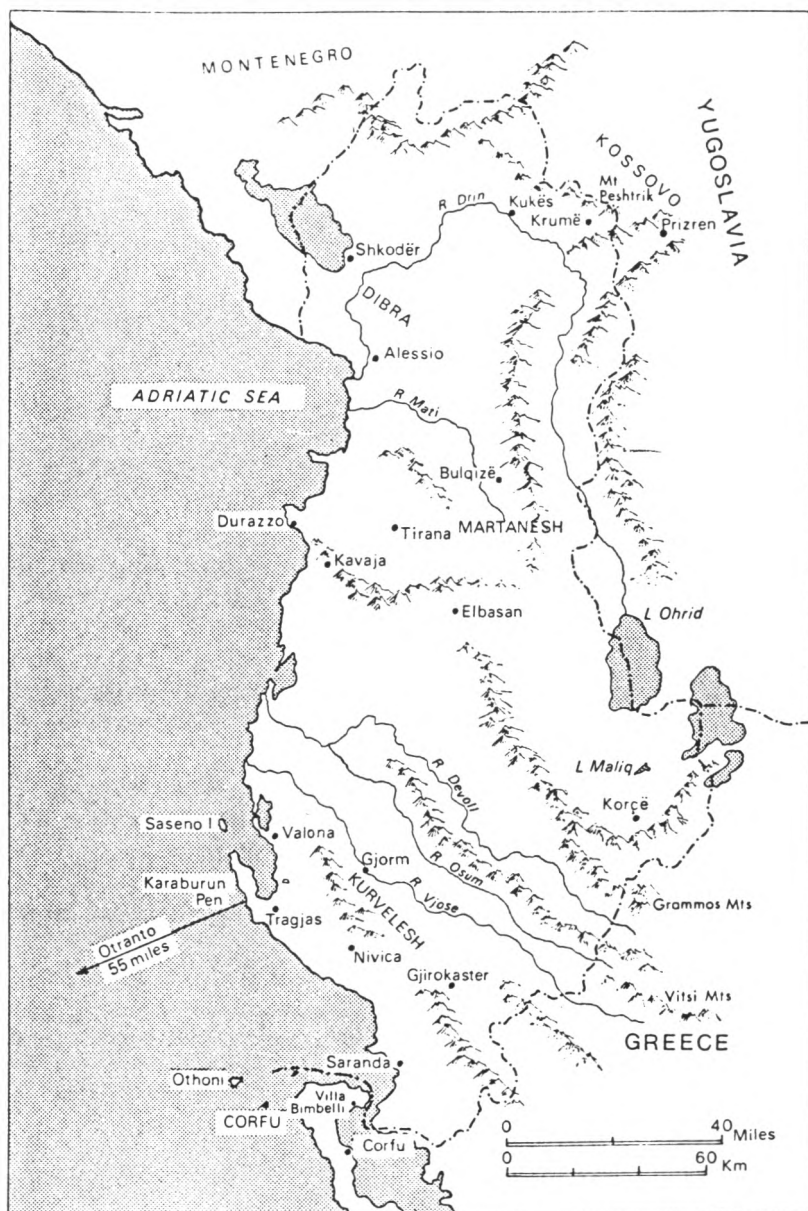 MONTENEGRO
YUGOSLAVIA
KOSSOVO
Mt
Peshtrik
R Drin
Kukës
Krumë
Prizren
Shkodër
DIBRA
Alessio
ADRIATIC SEA
R Mati
Bulqizë
Durazzo
Tirana
MARTANESH
Kavaja
Elbasan
L Ohrid
R Devoll
L Maliq
Korçë
Saseno I
Valona
R Osum
Gjorm
Karaburun
Pen
KURVELESH
R Viose
Grammos Mts
Tragjas
Otranto
55 miles
Nivica
Gjirokaster
Vitsi Mts
GREECE
Saranda
Othoni
Villa
Bimbelli
CORFU
Corfu
0 40
Miles
0 60
Km